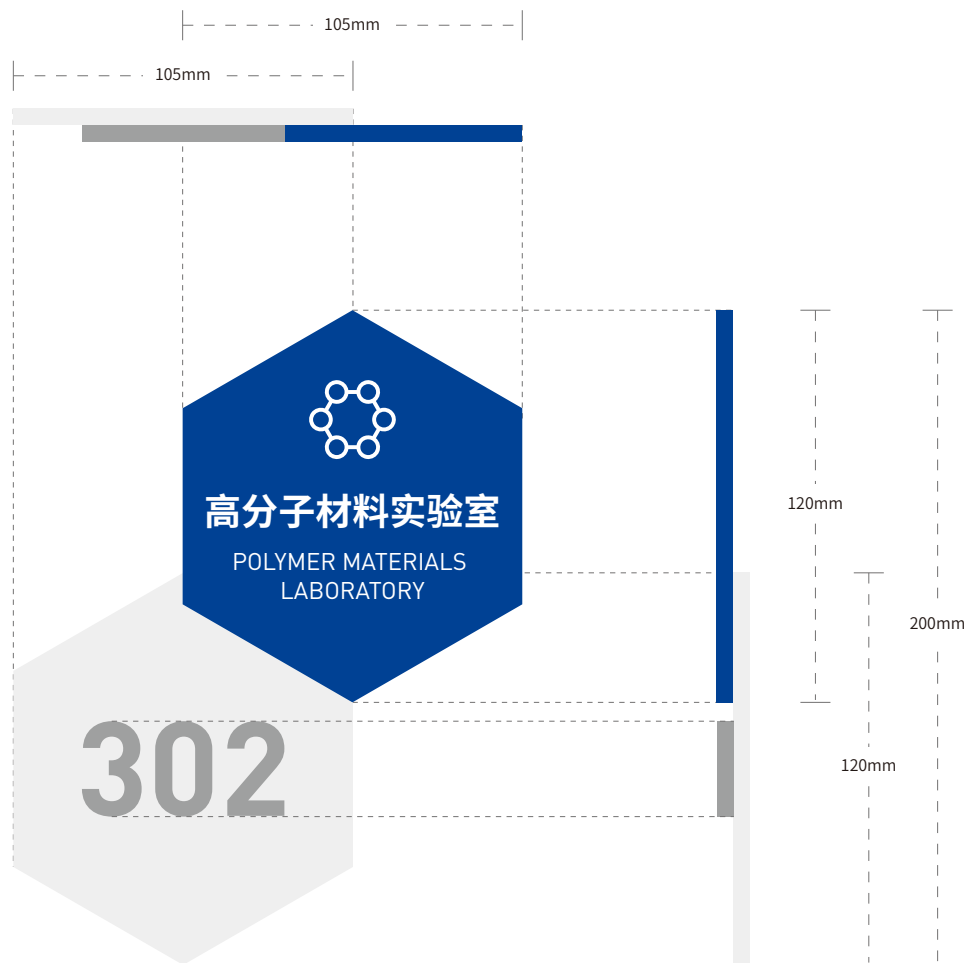 105mm
105mm
高分子材料实验室
POLYMER MATERIALS
LABORATORY
120mm
200mm
302
120mm